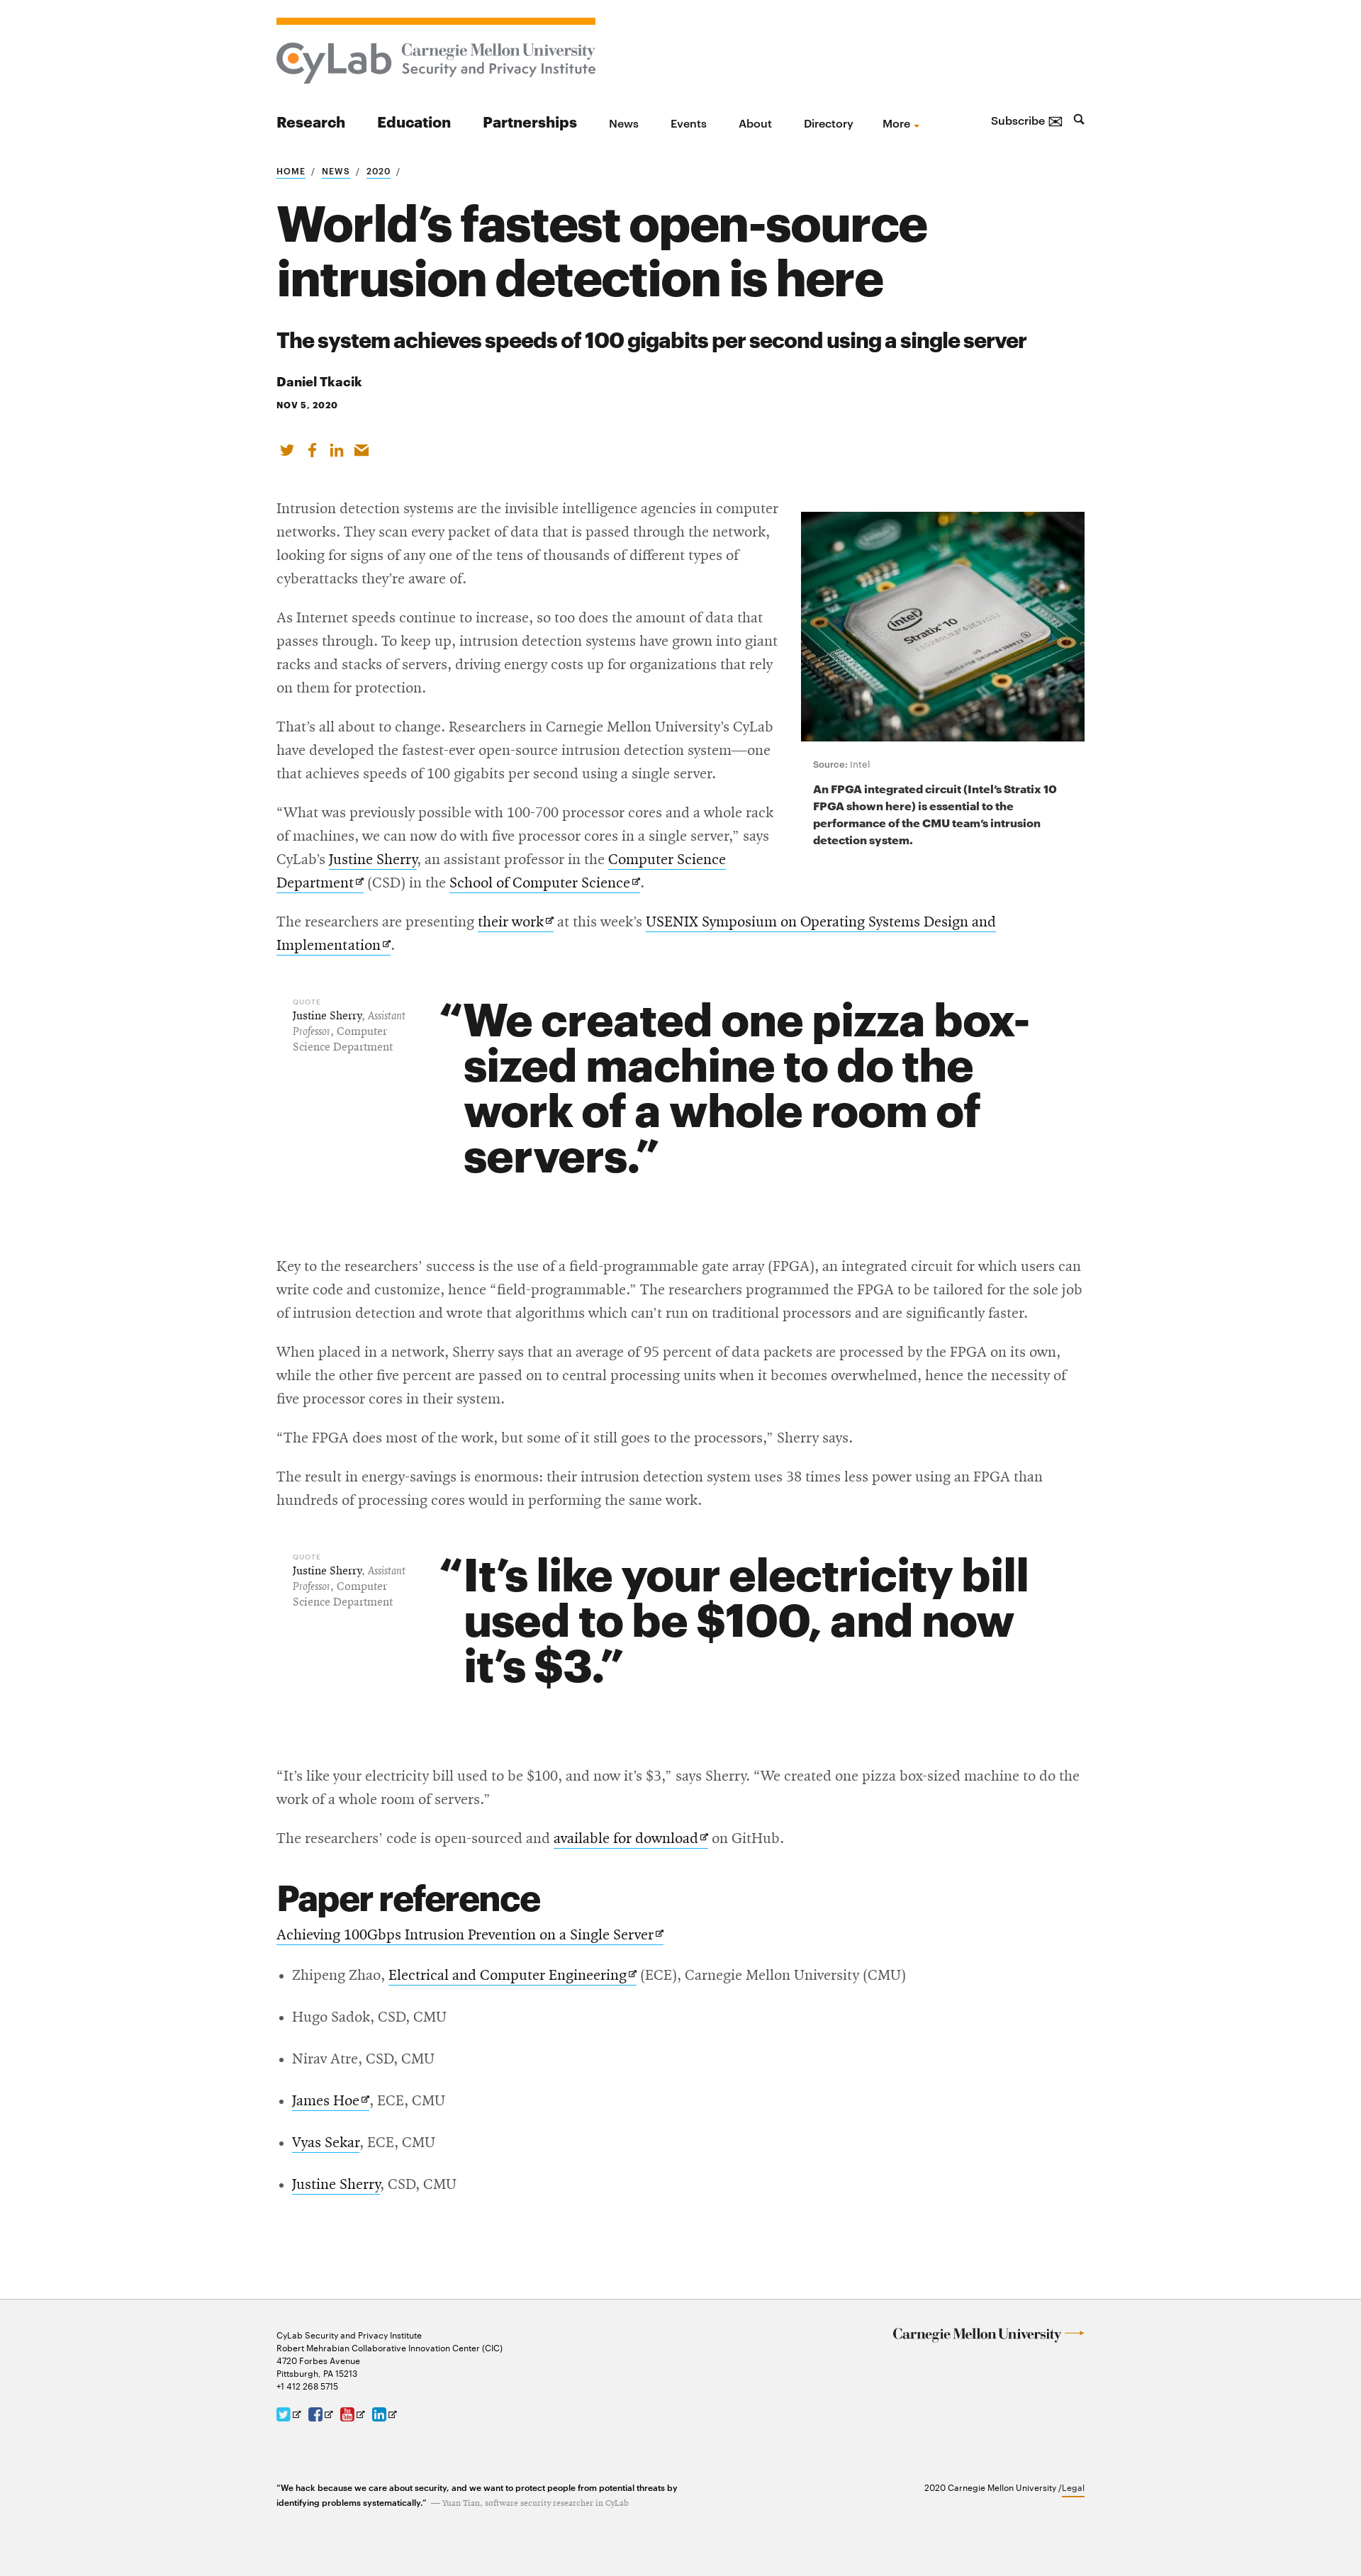 CyLab Carnegie Mellon University
Security and Privacy Institute
Research Education Partnerships News Events About Directory More Subscribe
HOME / NEWS / 2020 /
World’s fastest open-source
intrusion detection is here
The system achieves speeds of 100 gigabits per second using a single server
Daniel Tkacik
NOV 5, 2020
Intrusion detection systems are the invisible intelligence agencies in computer
networks. They scan every packet of data that is passed through the network,
looking for signs of any one of the tens of thousands of different types of
cyberattacks they’re aware of.
As Internet speeds continue to increase, so too does the amount of data that
passes through. To keep up, intrusion detection systems have grown into giant
racks and stacks of servers, driving energy costs up for organizations that rely
on them for protection.
That’s all about to change. Researchers in Carnegie Mellon University’s CyLab
have developed the fastest-ever open-source intrusion detection system—one
that achieves speeds of 100 gigabits per second using a single server.
“What was previously possible with 100-700 processor cores and a whole rack
of machines, we can now do with five processor cores in a single server,” says
CyLab’s Justine Sherry, an assistant professor in the Computer Science
Department (CSD) in the School of Computer Science.
intel
Stratix 10
Source: Intel
An FPGA integrated circuit (Intel’s Stratix 10
FPGA shown here) is essential to the
performance of the CMU team’s intrusion
detection system.
The researchers are presenting their work at this week’s USENIX Symposium on Operating Systems Design and
Implementation.
QUOTE
Justine Sherry, Assistant
Professor, Computer
Science Department
“We created one pizza box-
sized machine to do the
work of a whole room of
servers.”
Key to the researchers’ success is the use of a field-programmable gate array (FPGA), an integrated circuit for which users can
write code and customize, hence “field-programmable.” The researchers programmed the FPGA to be tailored for the sole job
of intrusion detection and wrote that algorithms which can’t run on traditional processors and are significantly faster.
When placed in a network, Sherry says that an average of 95 percent of data packets are processed by the FPGA on its own,
while the other five percent are passed on to central processing units when it becomes overwhelmed, hence the necessity of
five processor cores in their system.
“The FPGA does most of the work, but some of it still goes to the processors,” Sherry says.
The result in energy-savings is enormous: their intrusion detection system uses 38 times less power using an FPGA than
hundreds of processing cores would in performing the same work.
QUOTE
Justine Sherry, Assistant
Professor, Computer
Science Department
“It’s like your electricity bill
used to be $100, and now
it’s $3.”
“It’s like your electricity bill used to be $100, and now it’s $3,” says Sherry. “We created one pizza box-sized machine to do the
work of a whole room of servers.”
The researchers’ code is open-sourced and available for download on GitHub.
Paper reference
Achieving 100Gbps Intrusion Prevention on a Single Server
• Zhipeng Zhao, Electrical and Computer Engineering (ECE), Carnegie Mellon University (CMU)
• Hugo Sadok, CSD, CMU
• Nirav Atre, CSD, CMU
• James Hoe, ECE, CMU
• Vyas Sekar, ECE, CMU
• Justine Sherry, CSD, CMU
CyLab Security and Privacy Institute
Robert Mehrabian Collaborative Innovation Center (CIC)
4720 Forbes Avenue
Pittsburgh, PA 15213
+1 412 268 5715
Carnegie Mellon University
“We hack because we care about security, and we want to protect people from potential threats by
identifying problems systematically.” — Yuan Tian, software security researcher in CyLab
2020 Carnegie Mellon University /Legal